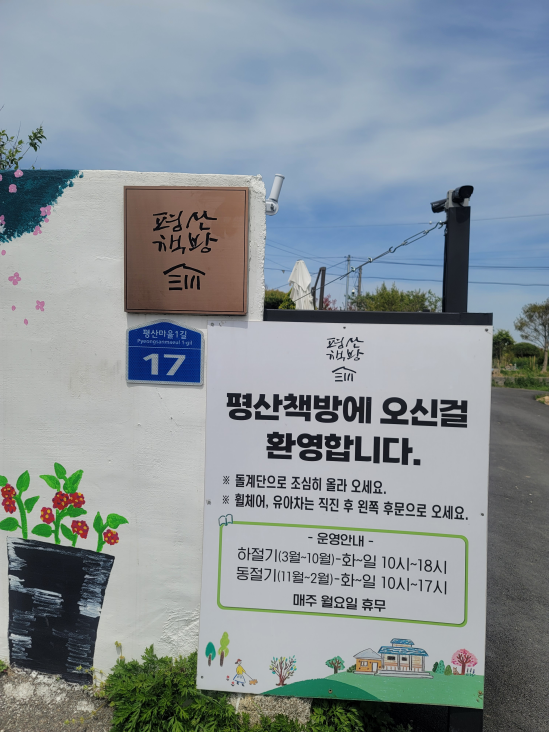 평산
책방
평산마을1길
Pyeongsanmaeul 1-gil
17
평산
책방
평산책방에 오신걸
환영합니다.
※ 돌계단으로 조심히 올라 오세요.
※ 휠체어, 유아차는 직진 후 왼쪽 후문으로 오세요.
- 운영안내 -
하절기(3월~10월)-화~일 10시~18시
동절기(11월~2월)-화~일 10시~17시
매주 월요일 휴무